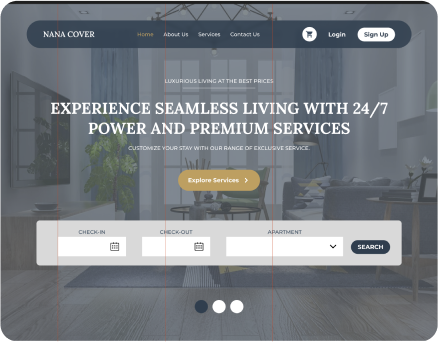 NANA COVER
Home About Us Services Contact Us
Login Sign Up
LUXURIOUS LIVING AT THE BEST PRICES
EXPERIENCE SEAMLESS LIVING WITH 24/7
POWER AND PREMIUM SERVICES
CUSTOMIZE YOUR STAY WITH OUR RANGE OF EXCLUSIVE SERVICE.
Explore Services
CHECK-IN CHECK-OUT APARTMENT
SEARCH